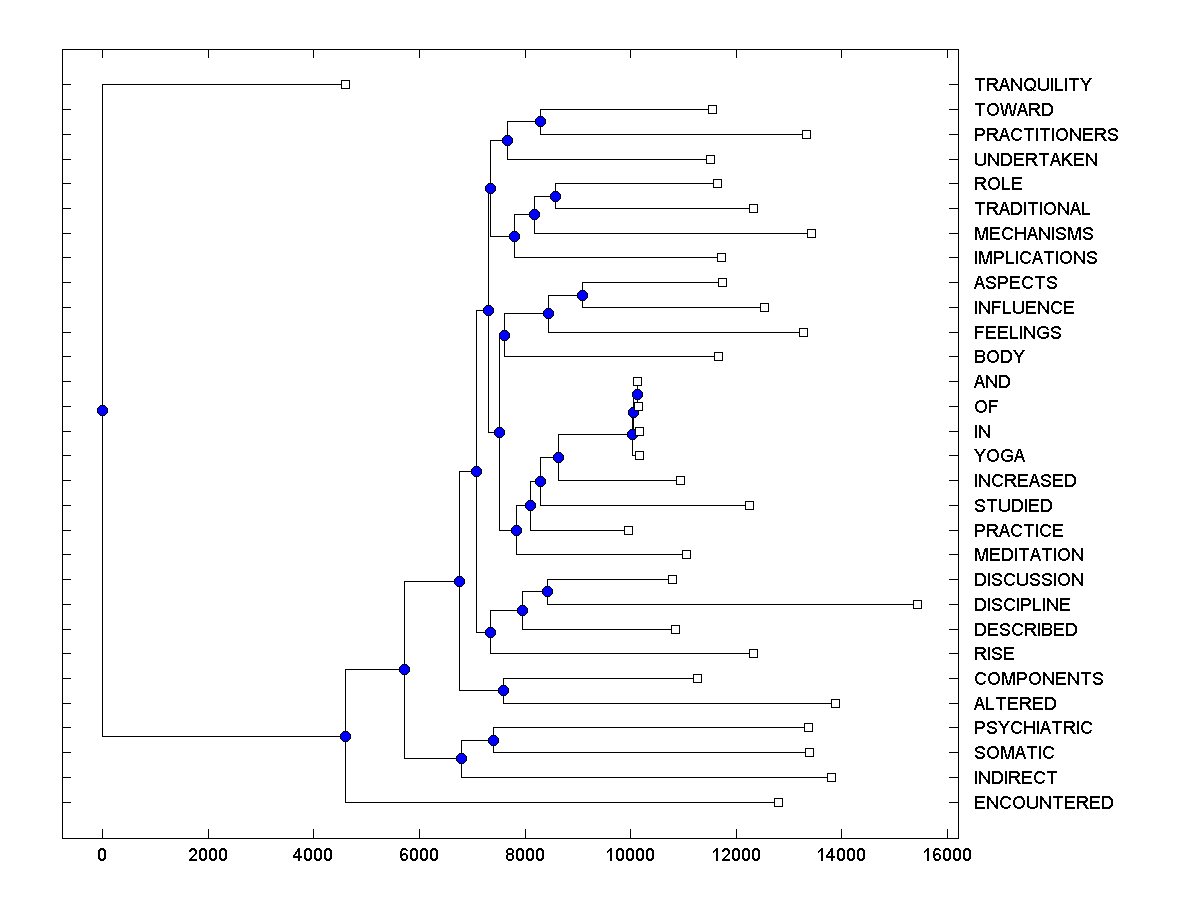 TRANQUILITY
TOWARD
PRACTITIONERS
UNDERTAKEN
ROLE
TRADITIONAL
MECHANISMS
IMPLICATIONS
ASPECTS
INFLUENCE
FEELINGS
BODY
AND
OF
IN
YOGA
INCREASED
STUDIED
PRACTICE
MEDITATION
DISCUSSION
DISCIPLINE
DESCRIBED
RISE
COMPONENTS
ALTERED
PSYCHIATRIC
SOMATIC
INDIRECT
ENCOUNTERED
0 2000 4000 6000 8000 10000 12000 14000 16000